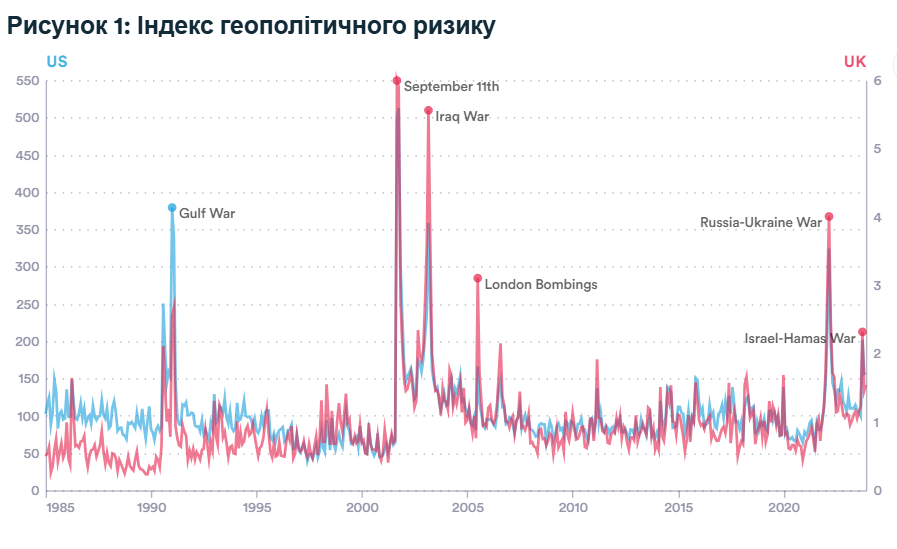 Рисунок 1: Індекс геополітичного ризику
US UK
550 6
September 11th
500
Iraq War
450 5
400
Gulf War
4
350
Russia-Ukraine War
300
3
London Bombings
250
200
Israel-Hamas War
2
150
100 1
50
0 0
1985 1990 1995 2000 2005 2010 2015 2020